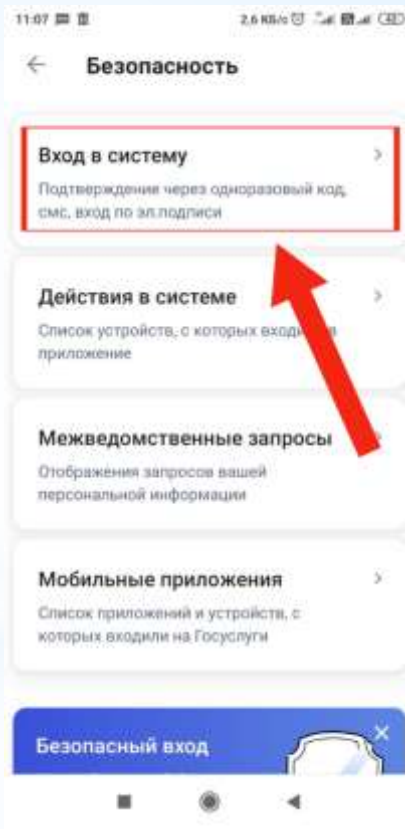 11:07
2,6 КБ/с
Безопасность
Вход в систему
Подтверждение через одноразовый код,
смс, вход по эл.подписи
Действия в системе
Список устройств, с которых в
приложение
Межведомственные запросы
Отображения запросов вашей
персональной информации
Мобильные приложения
Список приложений и устройств, с
которых входили на Госуслуги
Безопасный вход